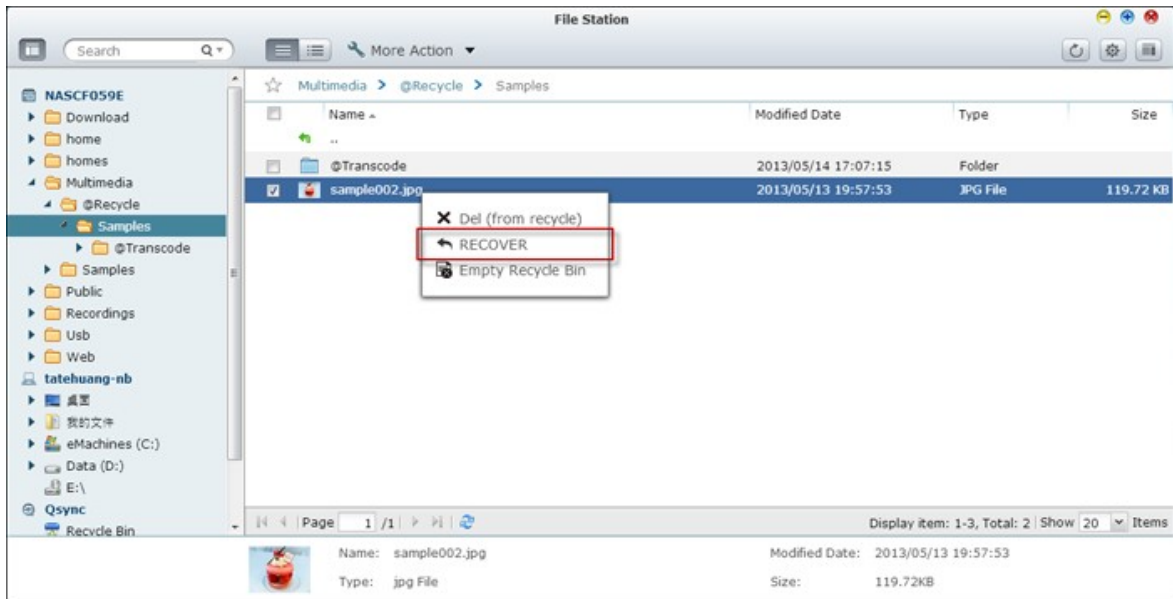 File Station
Search
More Action
NASCF059E
Download
home
homes
Multimedia
@Recycle
Samples
@Transcode
Samples
Public
Recordings
Usb
Web
tatehuang-nb
桌面
我的文件
eMachines (C:)
Data (D:)
E:\
Qsync
Recycle Bin
Multimedia > @Recycle > Samples
Name Modified Date Type Size
..
@Transcode 2013/05/14 17:07:15 Folder
sample002.jpg 2013/05/13 19:57:53 JPG File 119.72 KB
Del (from recycle)
RECOVER
Empty Recycle Bin
Page 1 /1 Display item: 1-3, Total: 2 Show 20 Items
Name: sample002.jpg Modified Date: 2013/05/13 19:57:53
Type: jpg File Size: 119.72KB